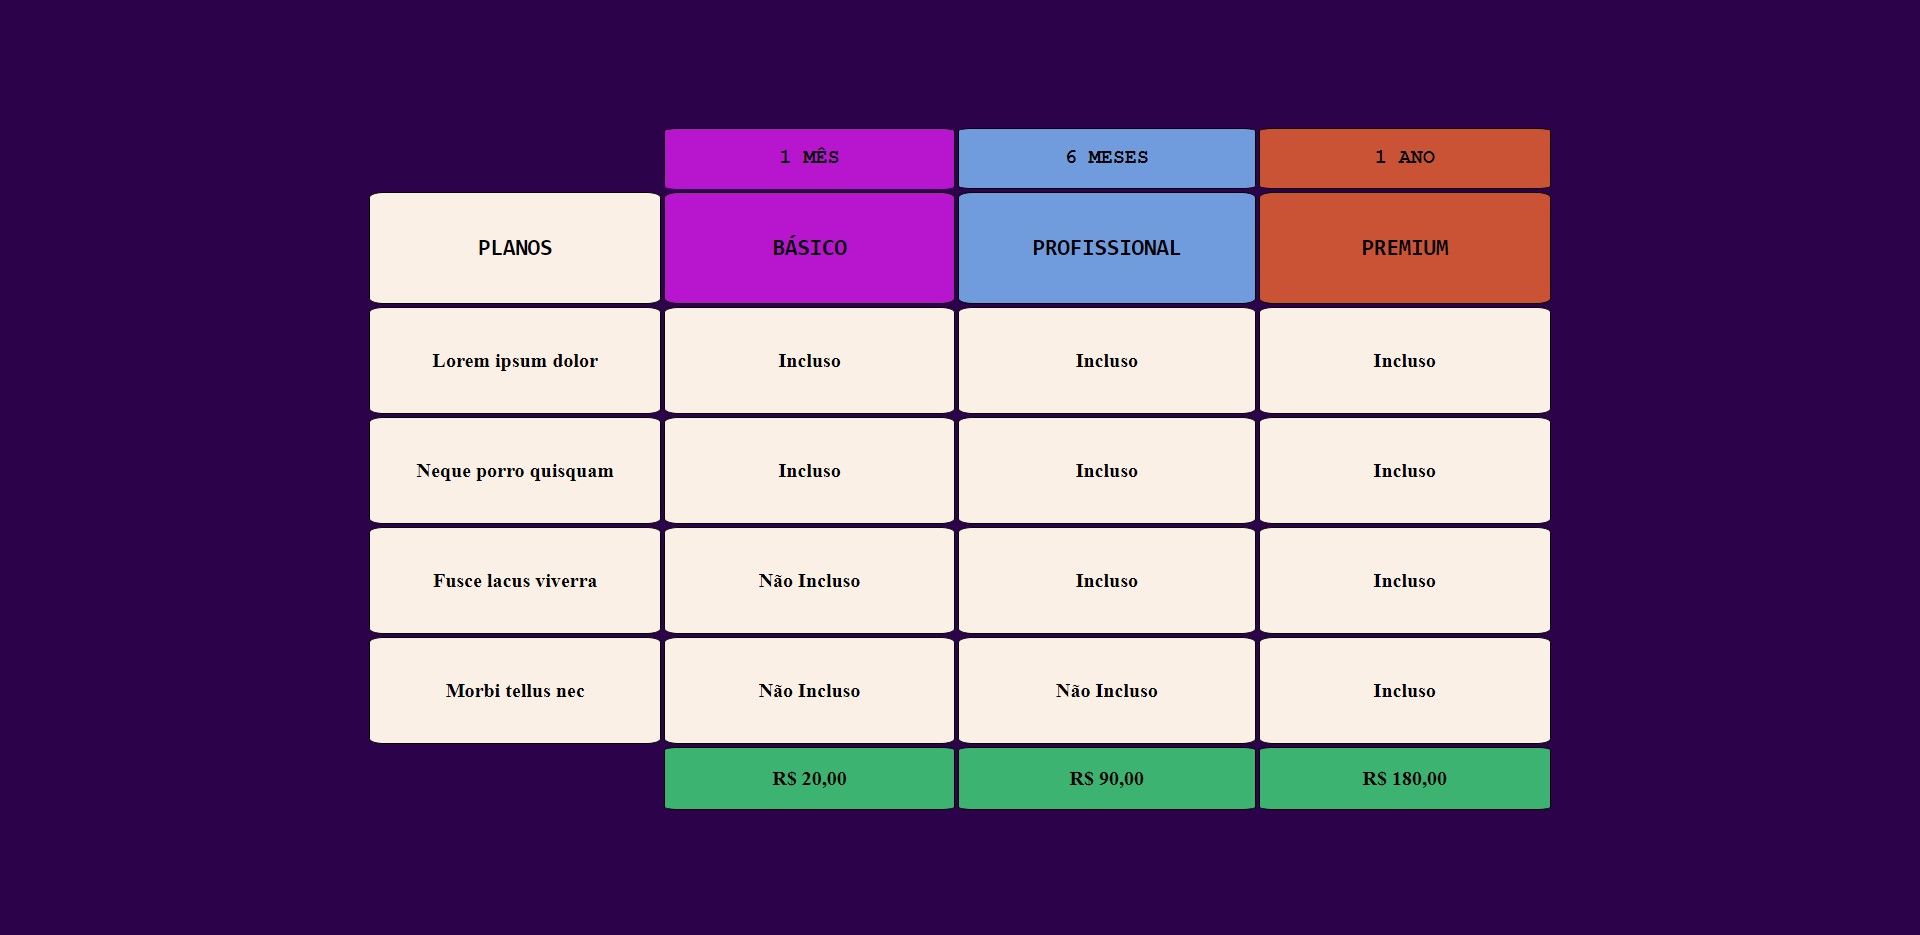 1 MÊS 6 MESES 1 ANO
PLANOS BÁSICO PROFISSIONAL PREMIUM
Lorem ipsum dolor Incluso Incluso Incluso
Neque porro quisquam Incluso Incluso Incluso
Fusce lacus viverra Não Incluso Incluso Incluso
Morbi tellus nec Não Incluso Não Incluso Incluso
R$ 20,00 R$ 90,00 R$ 180,00